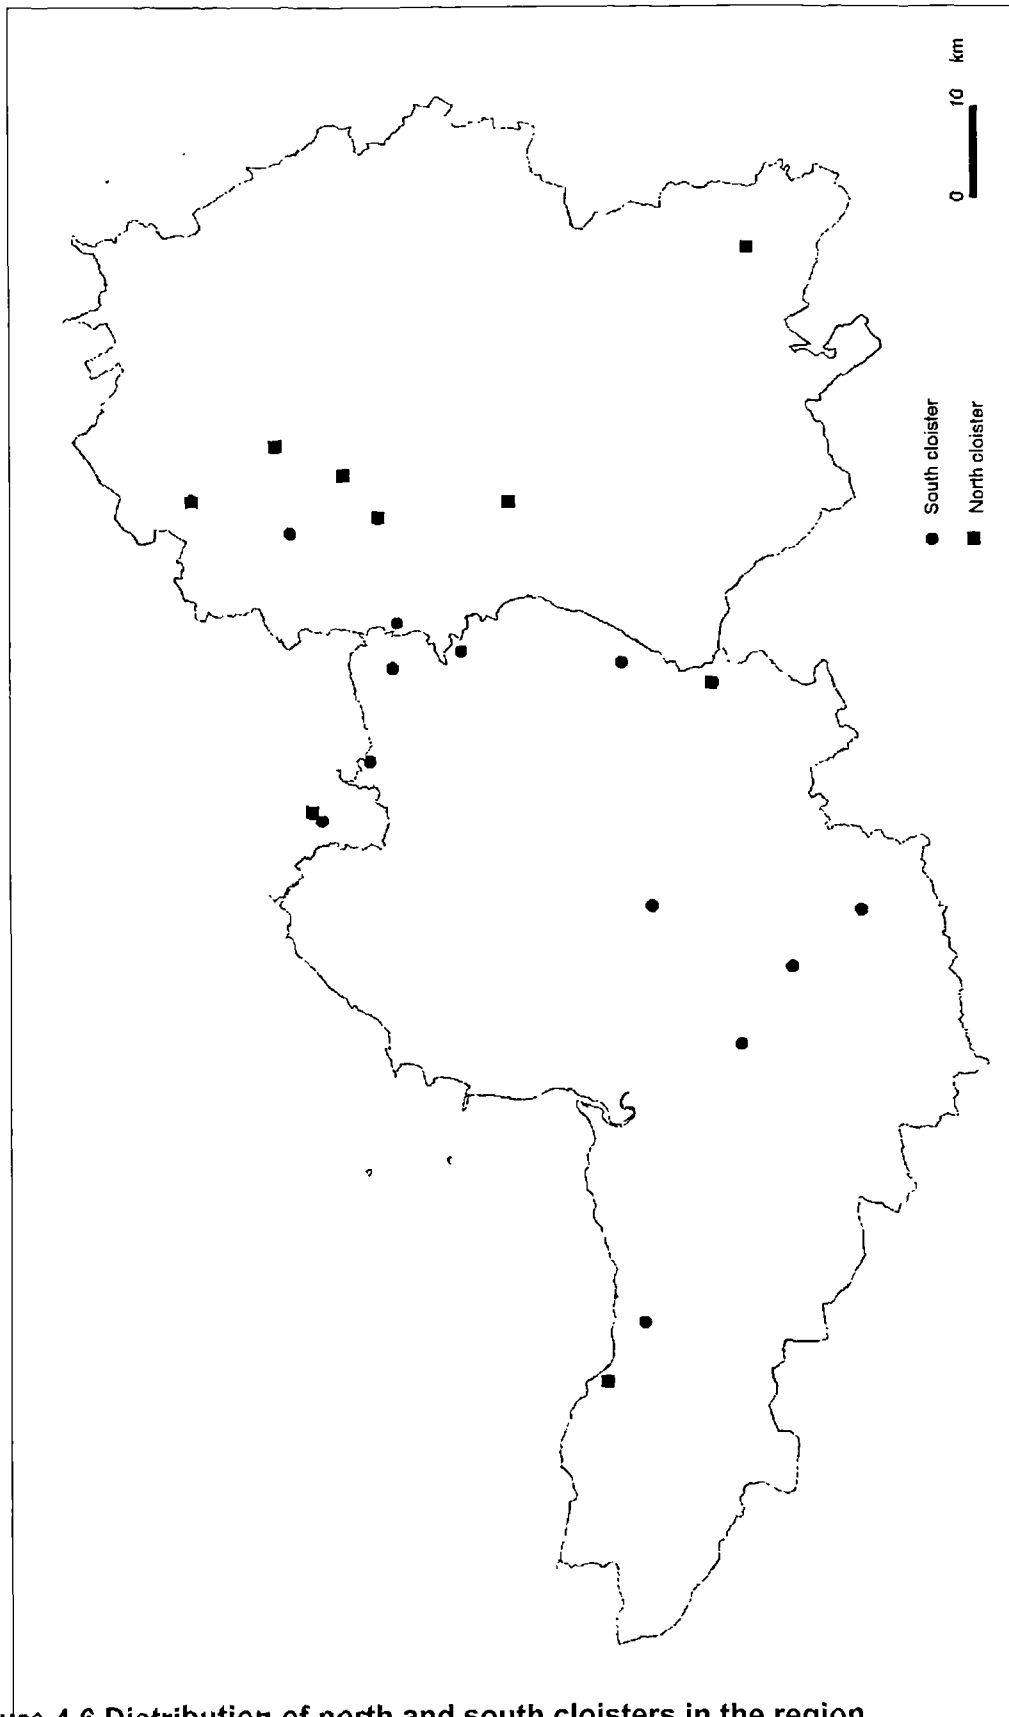 0 10 km
South cloister
North cloister
4.6 Distribution of north and south cloisters in the region